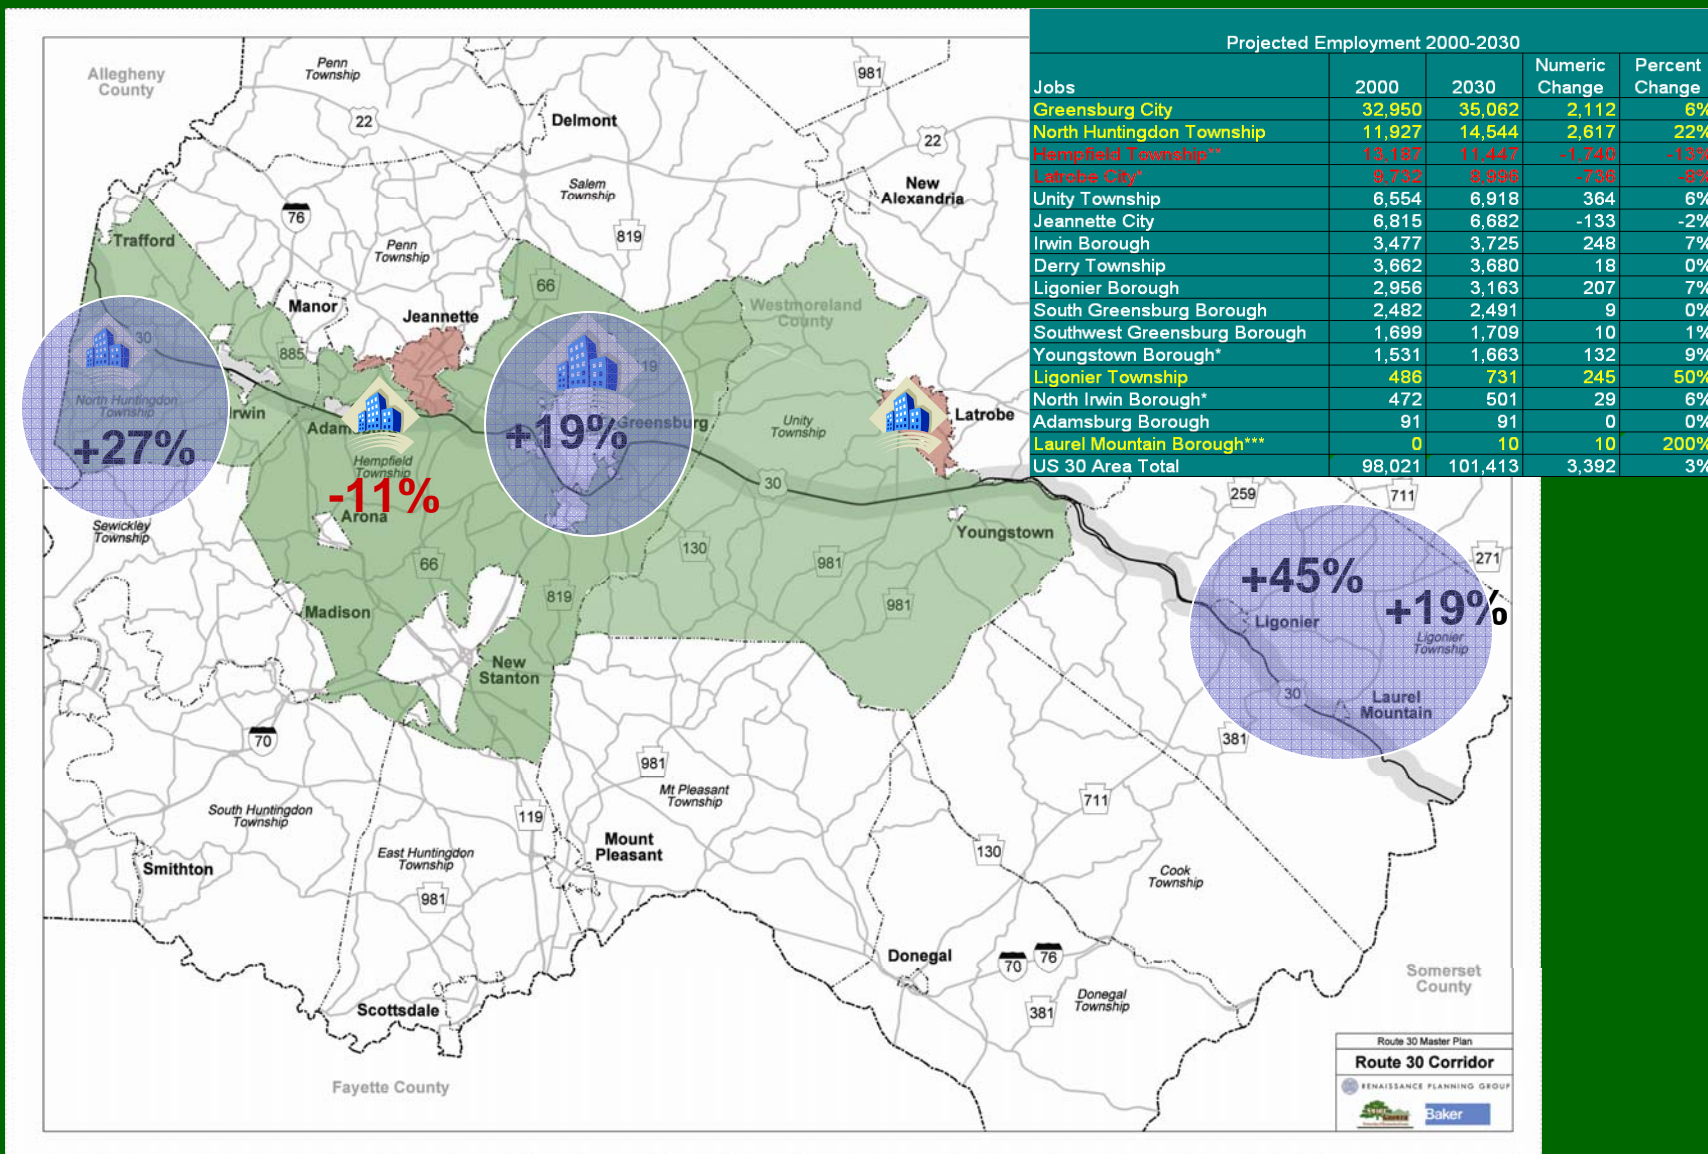 Projected Employment 2000-2030
Jobs 2000 2030 Numeric Change Percent Change
Greensburg City 32,950 35,062 2,112 6%
North Huntingdon Township 11,927 14,544 2,617 22%
Hempfield Township** 13,187 11,447 -1,740 -13%
Latrobe City* 9,732 8,996 -736 -8%
Unity Township 6,554 6,918 364 6%
Jeannette City 6,815 6,682 -133 -2%
Irwin Borough 3,477 3,725 248 7%
Derry Township 3,662 3,680 18 0%
Ligonier Borough 2,956 3,163 207 7%
South Greensburg Borough 2,482 2,491 9 0%
Southwest Greensburg Borough 1,699 1,709 10 1%
Youngstown Borough* 1,531 1,663 132 9%
Ligonier Township 486 731 245 50%
North Irwin Borough* 472 501 29 6%
Adamsburg Borough 91 91 0 0%
Laurel Mountain Borough*** 0 10 10 200%
US 30 Area Total 98,021 101,413 3,392 3%
Allegheny
County
Penn
Township
981
22
Delmont
22
Salem
Township
New
Alexandria
76
819
Trafford
Penn
Township
66
Manor
Jeannette
Westmoreland
County
30
885
19
North Huntingdon
Township
Irwin
+27%
Adams
Hempfield
Township
-11%
+19%
Greensburg
Unity
Township
Latrobe
30
Arona
Sewickley
Township
259
711
Youngstown
130
981
66
271
+45%
+19%
819
981
Madison
Ligonier
Ligonier
Township
New
Stanton
30
Laurel
Mountain
70
381
981
Mt Pleasant
Township
711
South Huntingdon
Township
119
Mount
Pleasant
East Huntingdon
Township
130
Smithton
Cook
Township
981
Donegal
70
76
Somerset
County
Donegal
Township
381
Scottsdale
Fayette County
Route 30 Master Plan
Route 30 Corridor
RENAISSANCE PLANNING GROUP
Baker